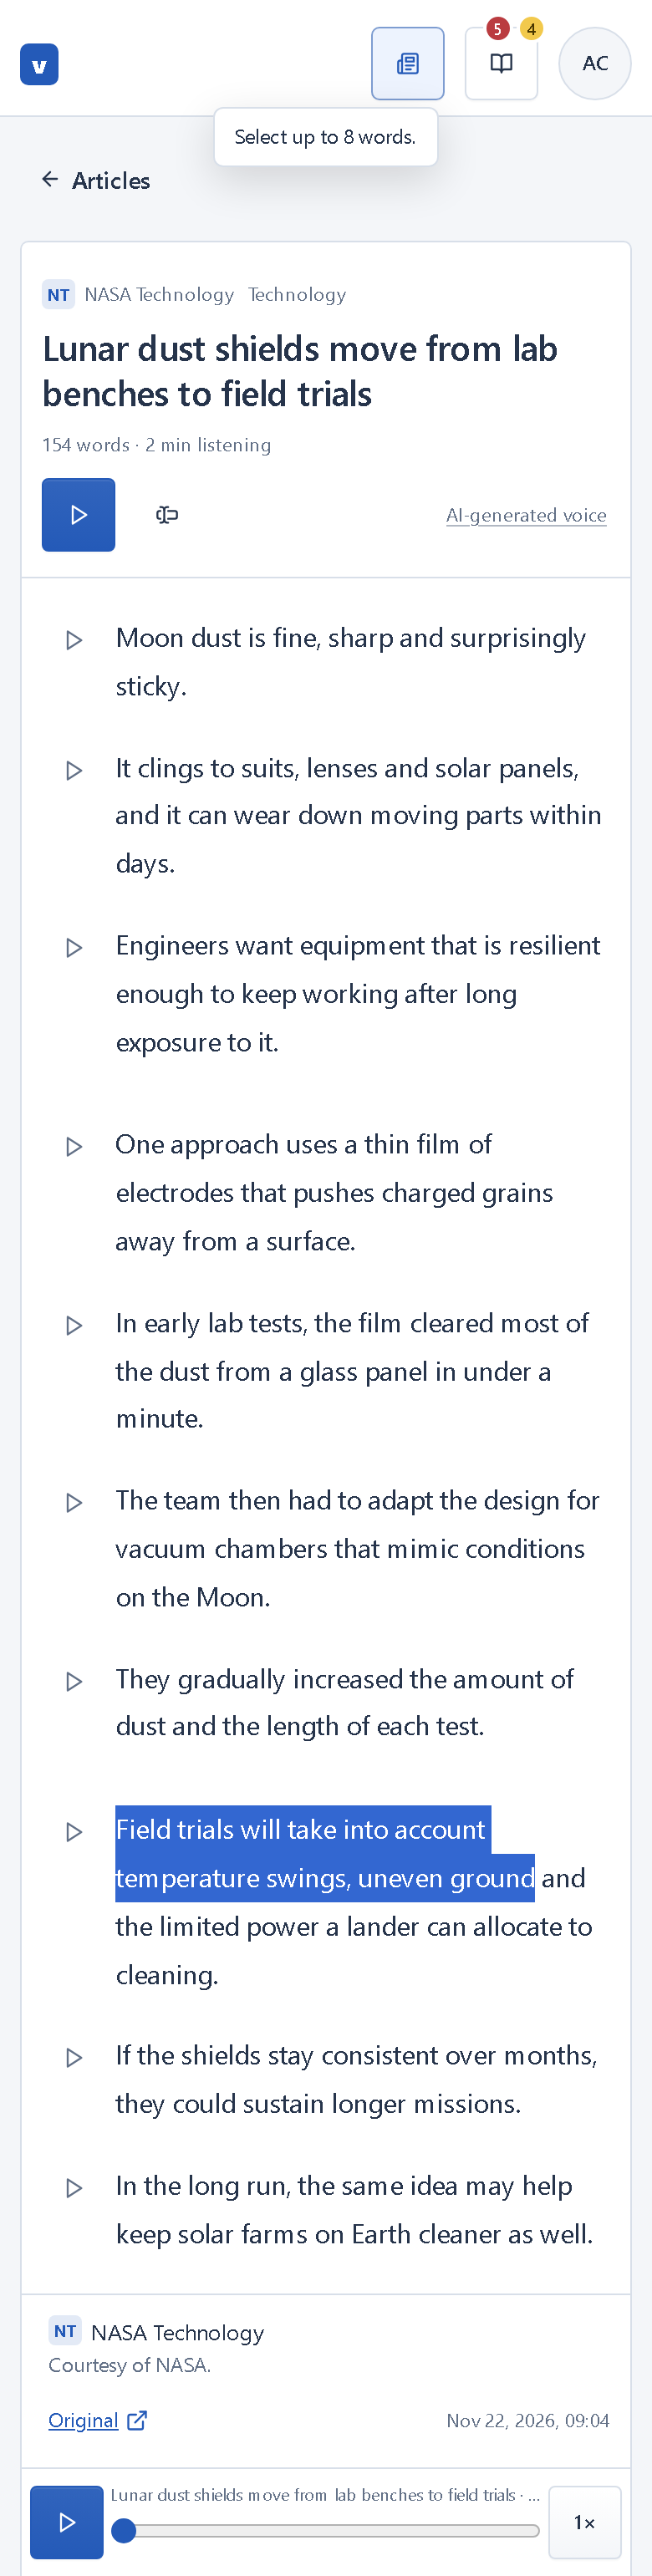 v
5
4
AC
Select up to 8 words.
Articles
NT NASA Technology Technology
Lunar dust shields move from lab
benches to field trials
154 words · 2 min listening
AI-generated voice
Moon dust is fine, sharp and surprisingly
sticky.
It clings to suits, lenses and solar panels,
and it can wear down moving parts within
days.
Engineers want equipment that is resilient
enough to keep working after long
exposure to it.
One approach uses a thin film of
electrodes that pushes charged grains
away from a surface.
In early lab tests, the film cleared most of
the dust from a glass panel in under a
minute.
The team then had to adapt the design for
vacuum chambers that mimic conditions
on the Moon.
They gradually increased the amount of
dust and the length of each test.
Field trials will take into account
temperature swings, uneven ground and
the limited power a lander can allocate to
cleaning.
If the shields stay consistent over months,
they could sustain longer missions.
In the long run, the same idea may help
keep solar farms on Earth cleaner as well.
NT NASA Technology
Courtesy of NASA.
Original
Nov 22, 2026, 09:04
Lunar dust shields move from lab benches to field trials · ...
1×